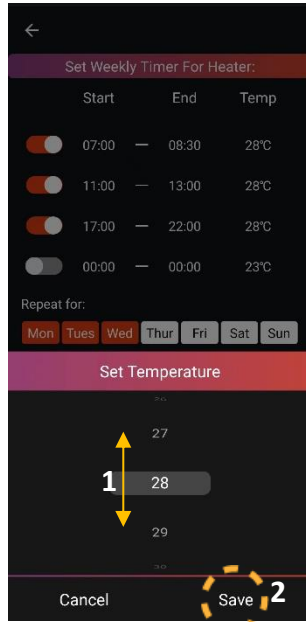 ←
Set Weekly Timer For Heater:
Start End Temp
07:00 — 08:30 28°C
11:00 — 13:00 28°C
17:00 — 22:00 28°C
00:00 — 00:00 23°C
Repeat for:
Mon Tues Wed Thur Fri Sat Sun
Set Temperature
27
1 28
29
Cancel Save 2